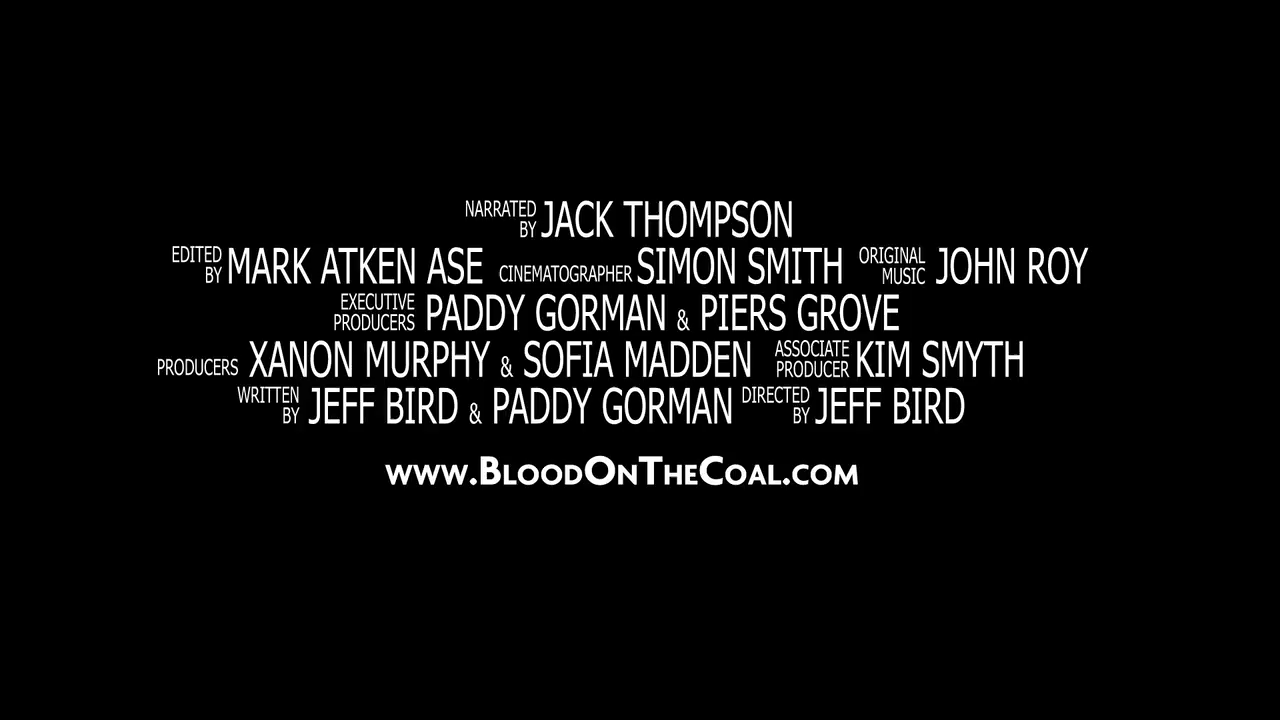 NARRATED BY JACK THOMPSON
EDITED BY MARK ATKEN ASE CINEMATOGRAPHER SIMON SMITH ORIGINAL MUSIC JOHN ROY
EXECUTIVE PRODUCERS PADDY GORMAN & PIERS GROVE
PRODUCERS XANON MURPHY & SOFIA MADDEN ASSOCIATE PRODUCER KIM SMYTH
WRITTEN BY JEFF BIRD & PADDY GORMAN DIRECTED BY JEFF BIRD
www.BloodOnTheCoal.com